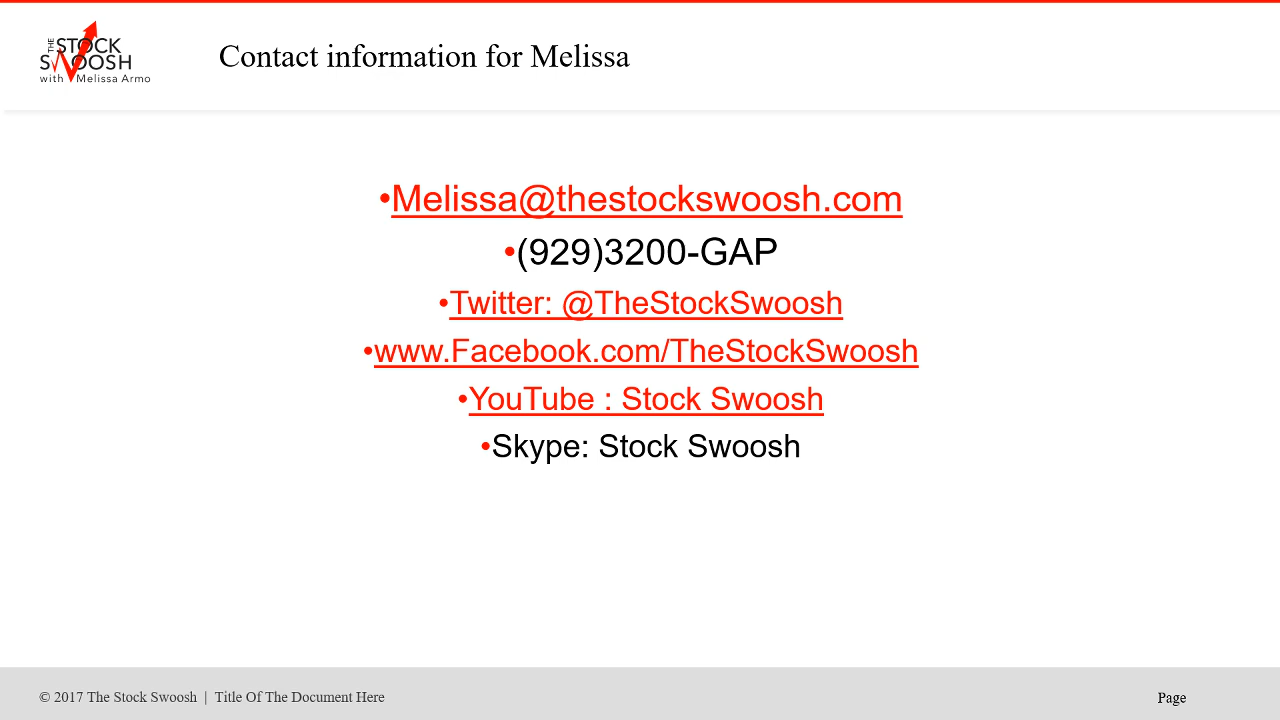 THE STOCK
SWOOSH
with Melissa Armo
Contact information for Melissa
•Melissa@thestockswoosh.com
•(929)3200-GAP
•Twitter: @TheStockSwoosh
•www.Facebook.com/TheStockSwoosh
•YouTube : Stock Swoosh
•Skype: Stock Swoosh
© 2017 The Stock Swoosh | Title Of The Document Here
Page